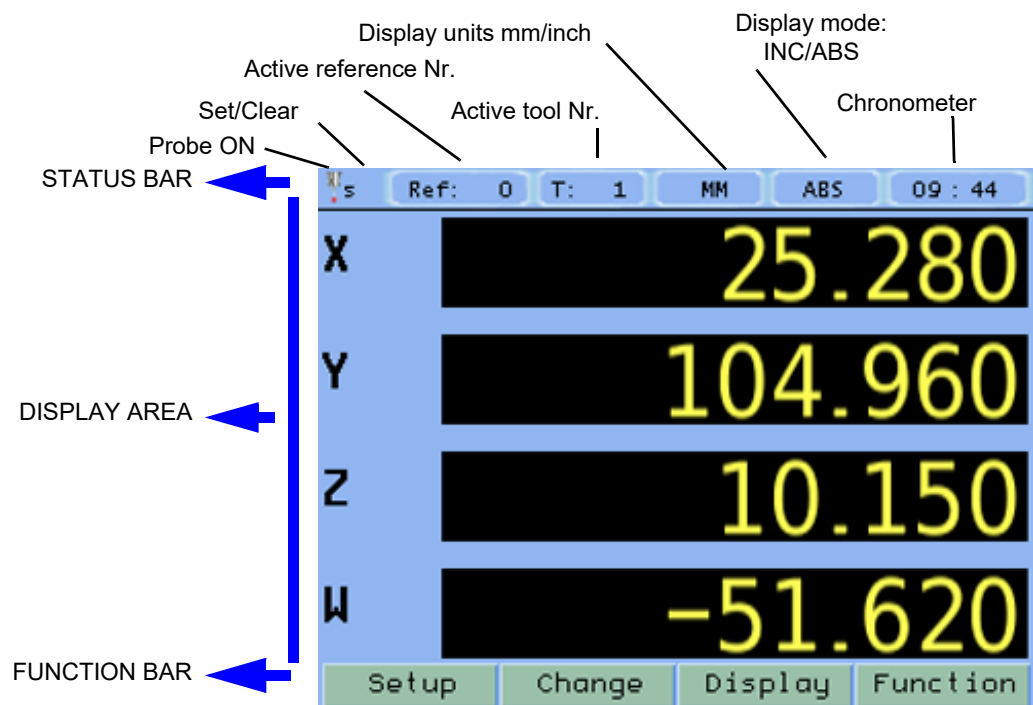 Display units mm/inch
Display mode:
INC/ABS
Active reference Nr.
Set/Clear
Active tool Nr.
Chronometer
Probe ON
STATUS BAR
s Ref: 0 T: 1 MM ABS 09 : 44
X 25.280
Y 104.960
DISPLAY AREA
Z 10.150
W -51.620
FUNCTION BAR
Setup Change Display Function